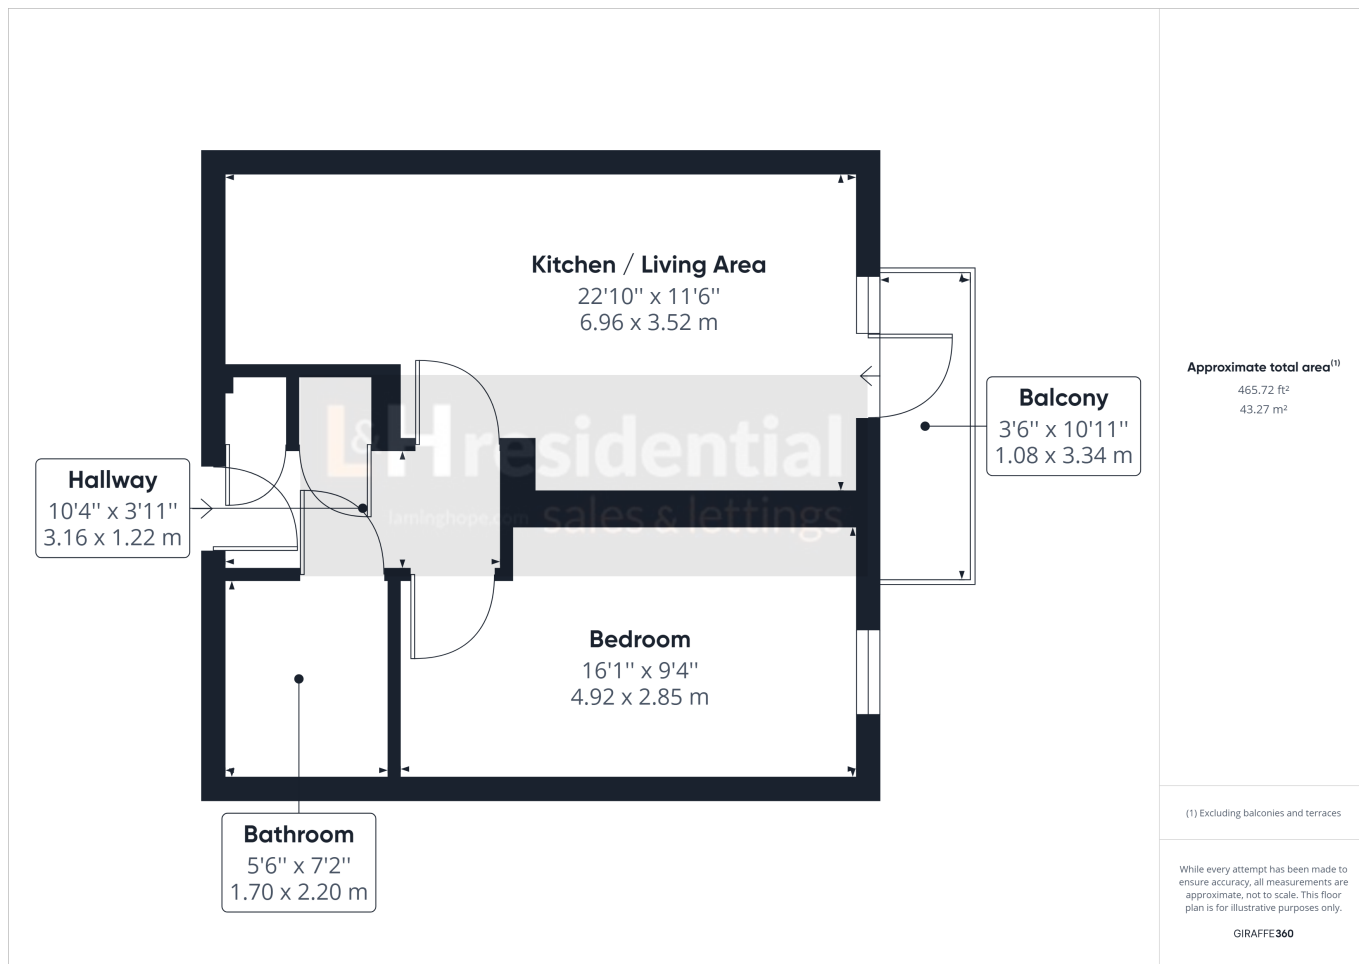 Kitchen / Living Area
22'10'' x 11'6''
6.96 x 3.52 m
Approximate total area(1)
465.72 ft²
43.27 m²
Balcony
3'6'' x 10'11''
1.08 x 3.34 m
L&H residential
sales & lettings
laminghope.com
Hallway
10'4'' x 3'11''
3.16 x 1.22 m
Bedroom
16'1'' x 9'4''
4.92 x 2.85 m
Bathroom
5'6'' x 7'2''
1.70 x 2.20 m
(1) Excluding balconies and terraces
While every attempt has been made to
ensure accuracy, all measurements are
approximate, not to scale. This floor
plan is for illustrative purposes only.
GIRAFFE360